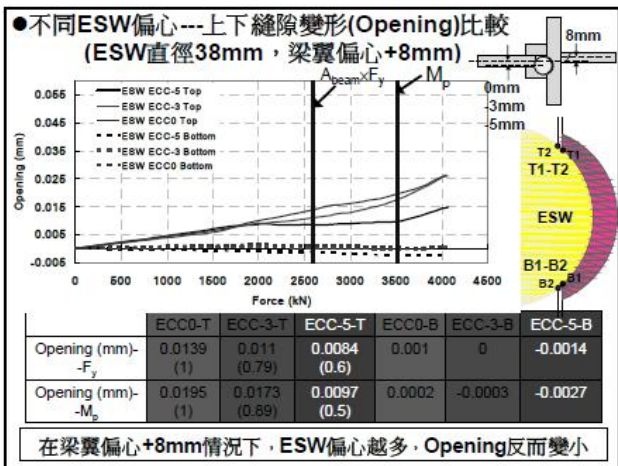 ●不同ESW偏心---上下縫隙變形(Opening)比較
(ESW直徑38mm，梁翼偏心+8mm)
8mm
0mm
-3mm
-5mm
A_beam×F_y
M_p
ESW ECC-5 Top
ESW ECC-3 Top
ESW ECC0 Top
ESW ECC-5 Bottom
ESW ECC-3 Bottom
ESW ECC0 Bottom
Opening (mm)
0.065
0.055
0.045
0.035
0.025
0.015
0.005
-0.005
0 500 1000 1500 2000 2500 3000 3500 4000 4500
Force (kN)
T2 T1
T1-T2
ESW
B1-B2
B2 B1
ECC0-T ECC-3-T ECC-5-T ECC0-B ECC-3-B ECC-5-B
Opening (mm)- 0.0139 0.011 0.0084 0.001 0 -0.0014
-F_y (1) (0.79) (0.6)
Opening (mm)- 0.0195 0.0173 0.0097 0.0002 -0.0003 -0.0027
-M_p (1) (0.89) (0.5)
在梁翼偏心+8mm情況下，ESW偏心越多，Opening反而變小